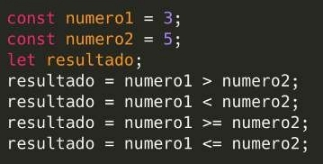 const numero1 = 3;
const numero2 = 5;
let resultado;
resultado = numero1 > numero2;
resultado = numero1 < numero2;
resultado = numero1 >= numero2;
resultado = numero1 <= numero2;